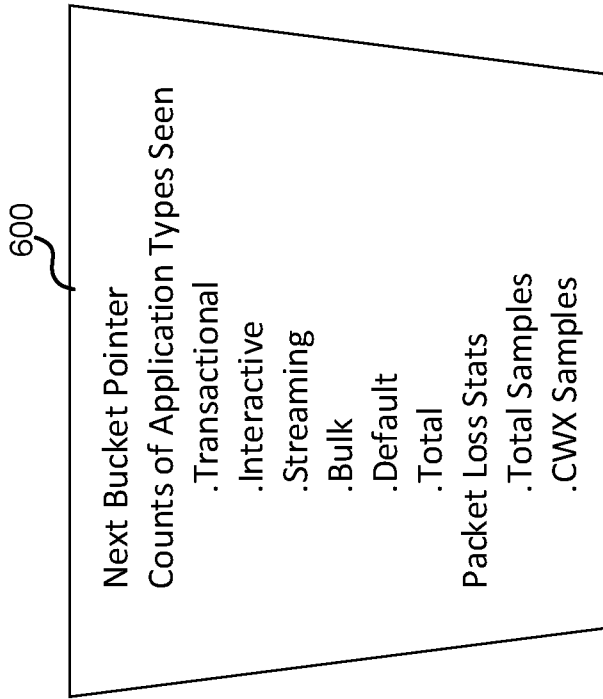 600
Next Bucket Pointer
Counts of Application Types Seen
.Transactional
.Interactive
.Streaming
.Bulk
.Default
.Total
Packet Loss Stats
.Total Samples
.CWX Samples